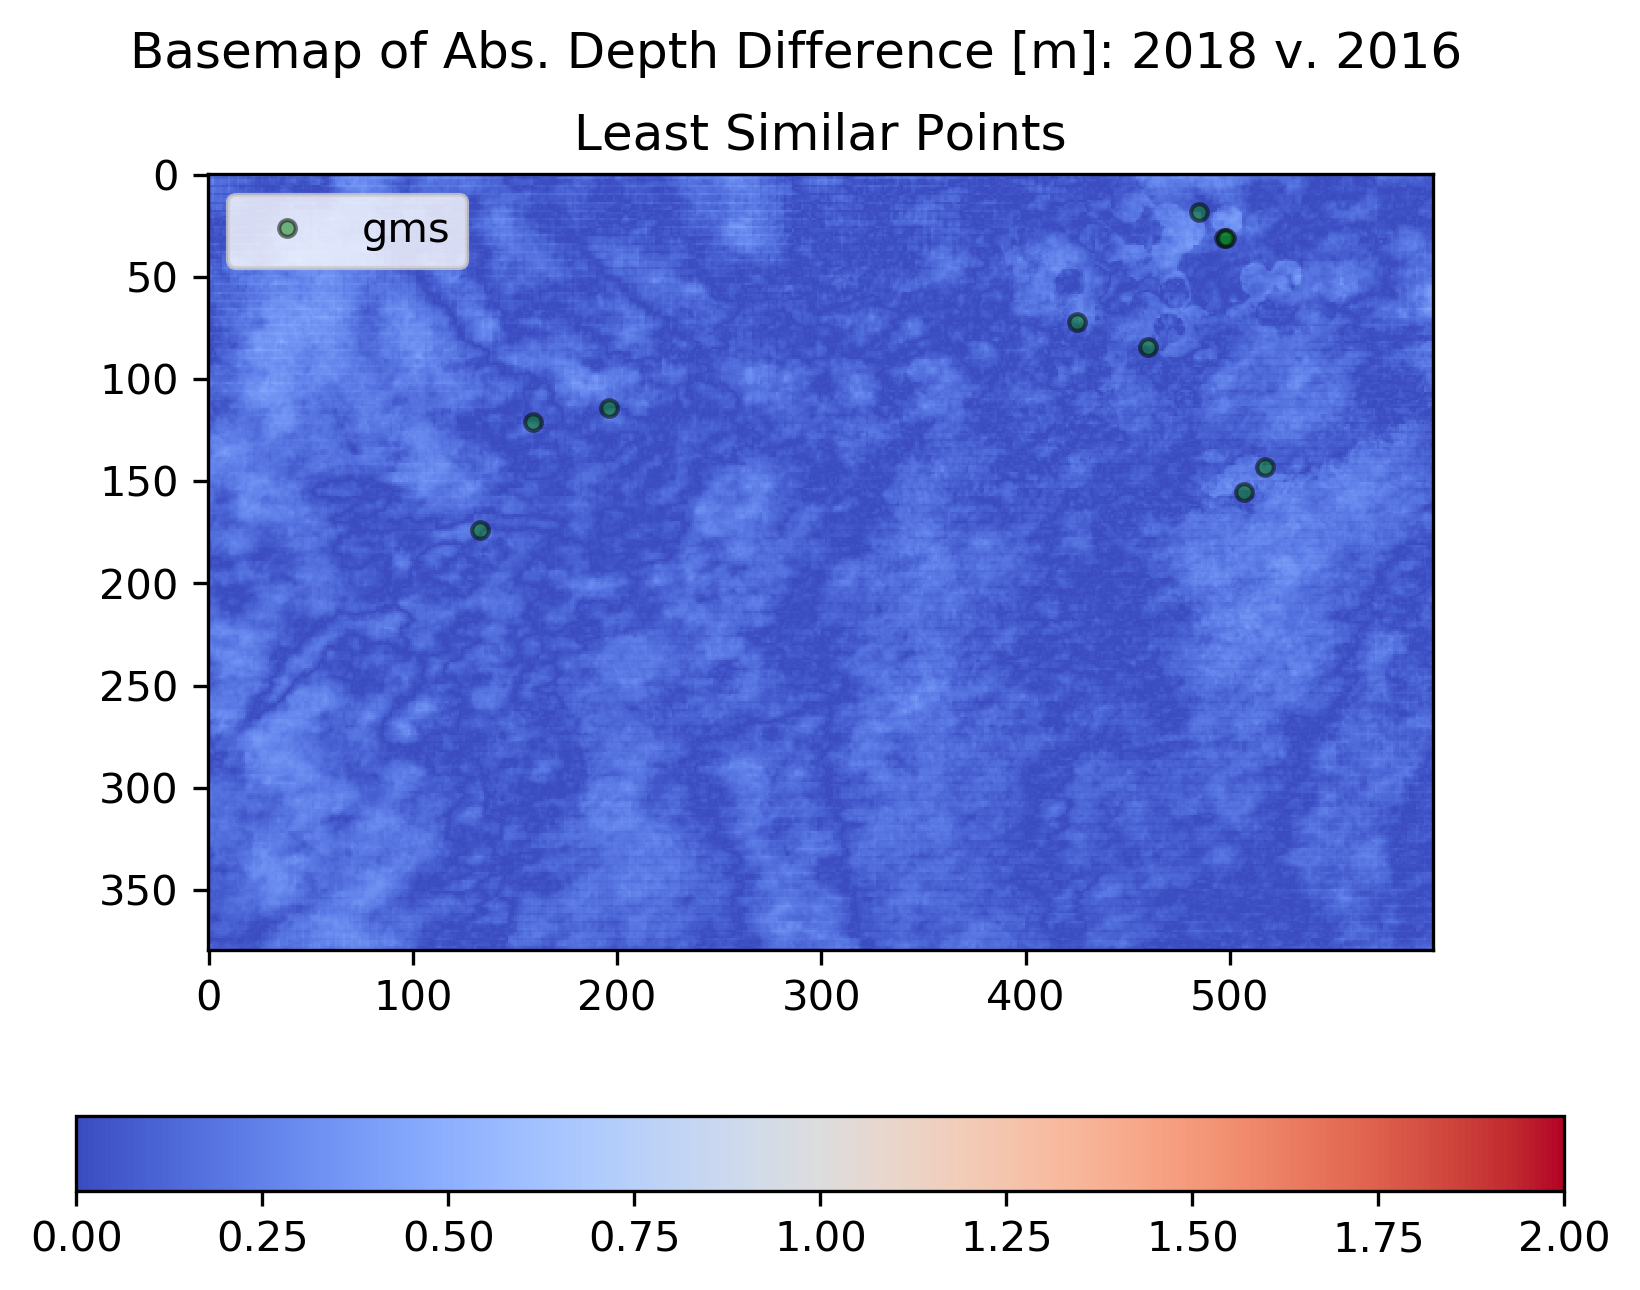 Basemap of Abs. Depth Difference [m]: 2018 v. 2016
Least Similar Points
gms
0
50
100
150
200
250
300
350
0 100 200 300 400 500
0.00 0.25 0.50 0.75 1.00 1.25 1.50 1.75 2.00